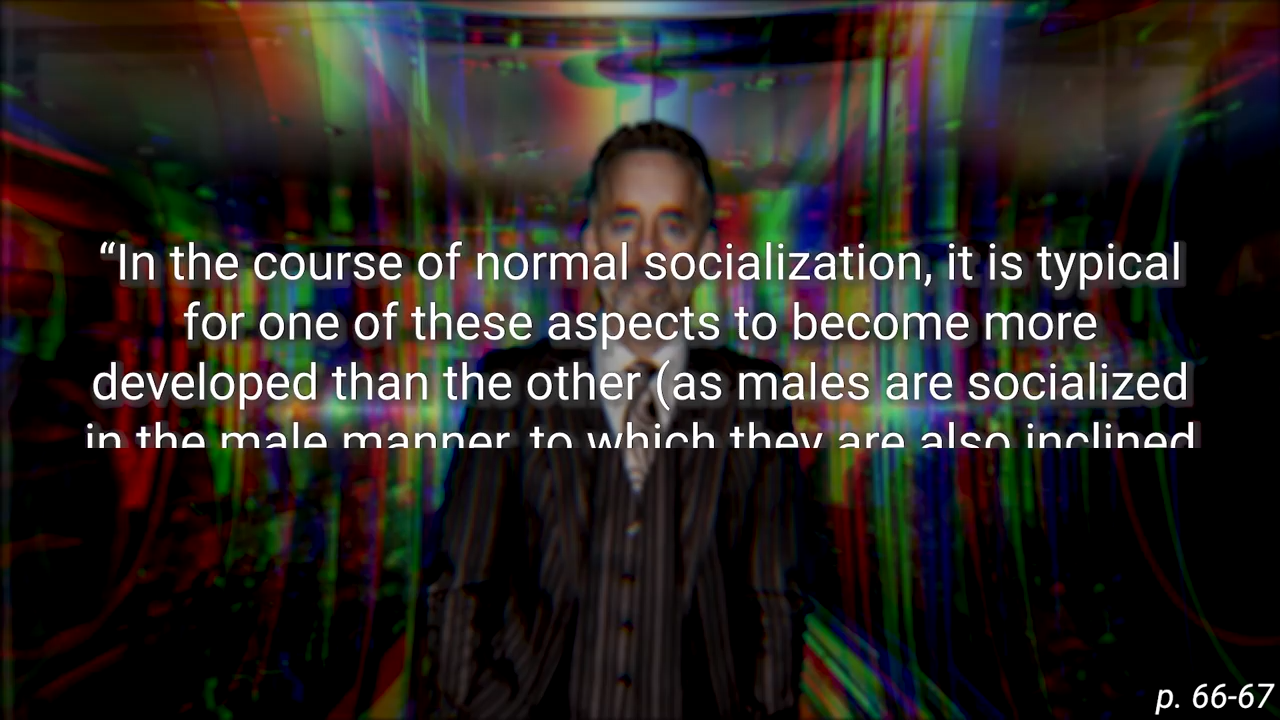 “In the course of normal socialization, it is typical
for one of these aspects to become more
developed than the other (as males are socialized
in the male manner, to which they are also inclined
p. 66-67